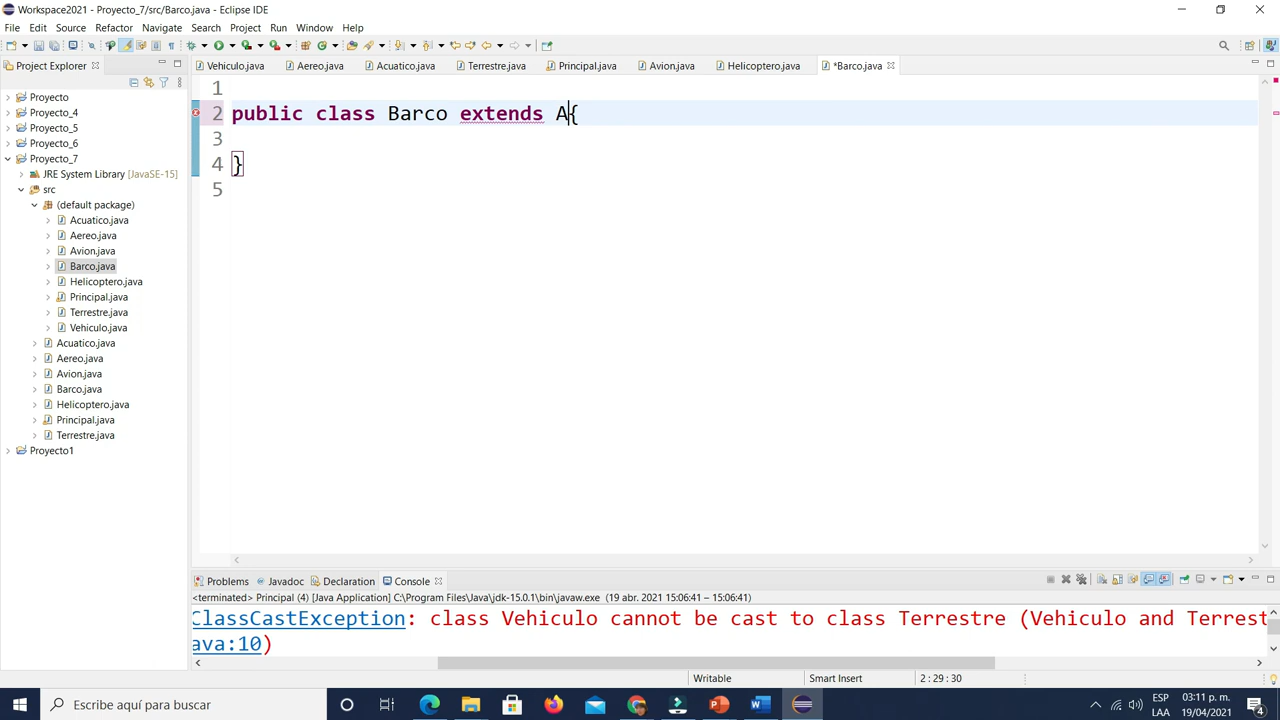 Workspace2021 - Proyecto_7/src/Barco.java - Eclipse IDE
File Edit Source Refactor Navigate Search Project Run Window Help
Project Explorer
Vehiculo.java Aereo.java Acuatico.java Terrestre.java Principal.java Avion.java Helicoptero.java *Barco.java
1
2 public class Barco extends A{
3
4 }
5
Proyecto
Proyecto_4
Proyecto_5
Proyecto_6
Proyecto_7
JRE System Library [JavaSE-15]
src
(default package)
Acuatico.java
Aereo.java
Avion.java
Barco.java
Helicoptero.java
Principal.java
Terrestre.java
Vehiculo.java
Acuatico.java
Aereo.java
Avion.java
Barco.java
Helicoptero.java
Principal.java
Terrestre.java
Proyecto1
Problems Javadoc Declaration Console
<terminated> Principal (4) [Java Application] C:\Program Files\Java\jdk-15.0.1\bin\javaw.exe (19 abr. 2021 15:06:41 – 15:06:41)
ClassCastException: class Vehiculo cannot be cast to class Terrestre (Vehiculo and Terrest
ava:10)
Writable Smart Insert 2 : 29 : 30
Escribe aquí para buscar
ESP 03:11 p. m.
LAA 19/04/2021
4